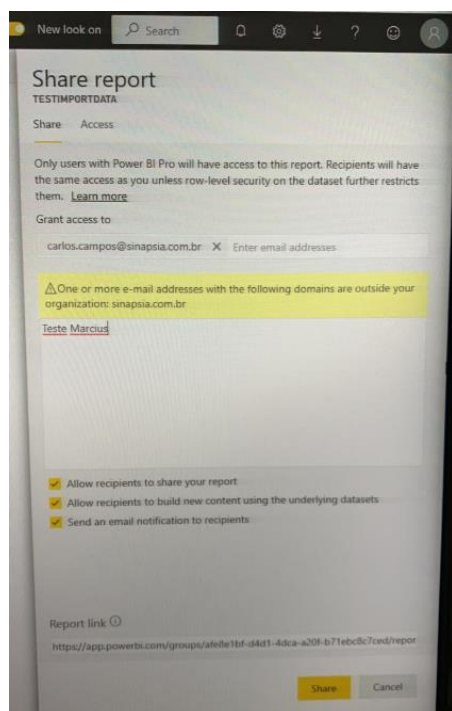 New look on
Search
Share report
TESTIMPORTDATA
Share Access
Only users with Power BI Pro will have access to this report. Recipients will have
the same access as you unless row-level security on the dataset further restricts
them. Learn more
Grant access to
carlos.campos@sinapsia.com.br X Enter email addresses
⚠One or more e-mail addresses with the following domains are outside your
organization: sinapsia.com.br
Teste Marcius
Allow recipients to share your report
Allow recipients to build new content using the underlying datasets
Send an email notification to recipients
Report link
Share Cancel